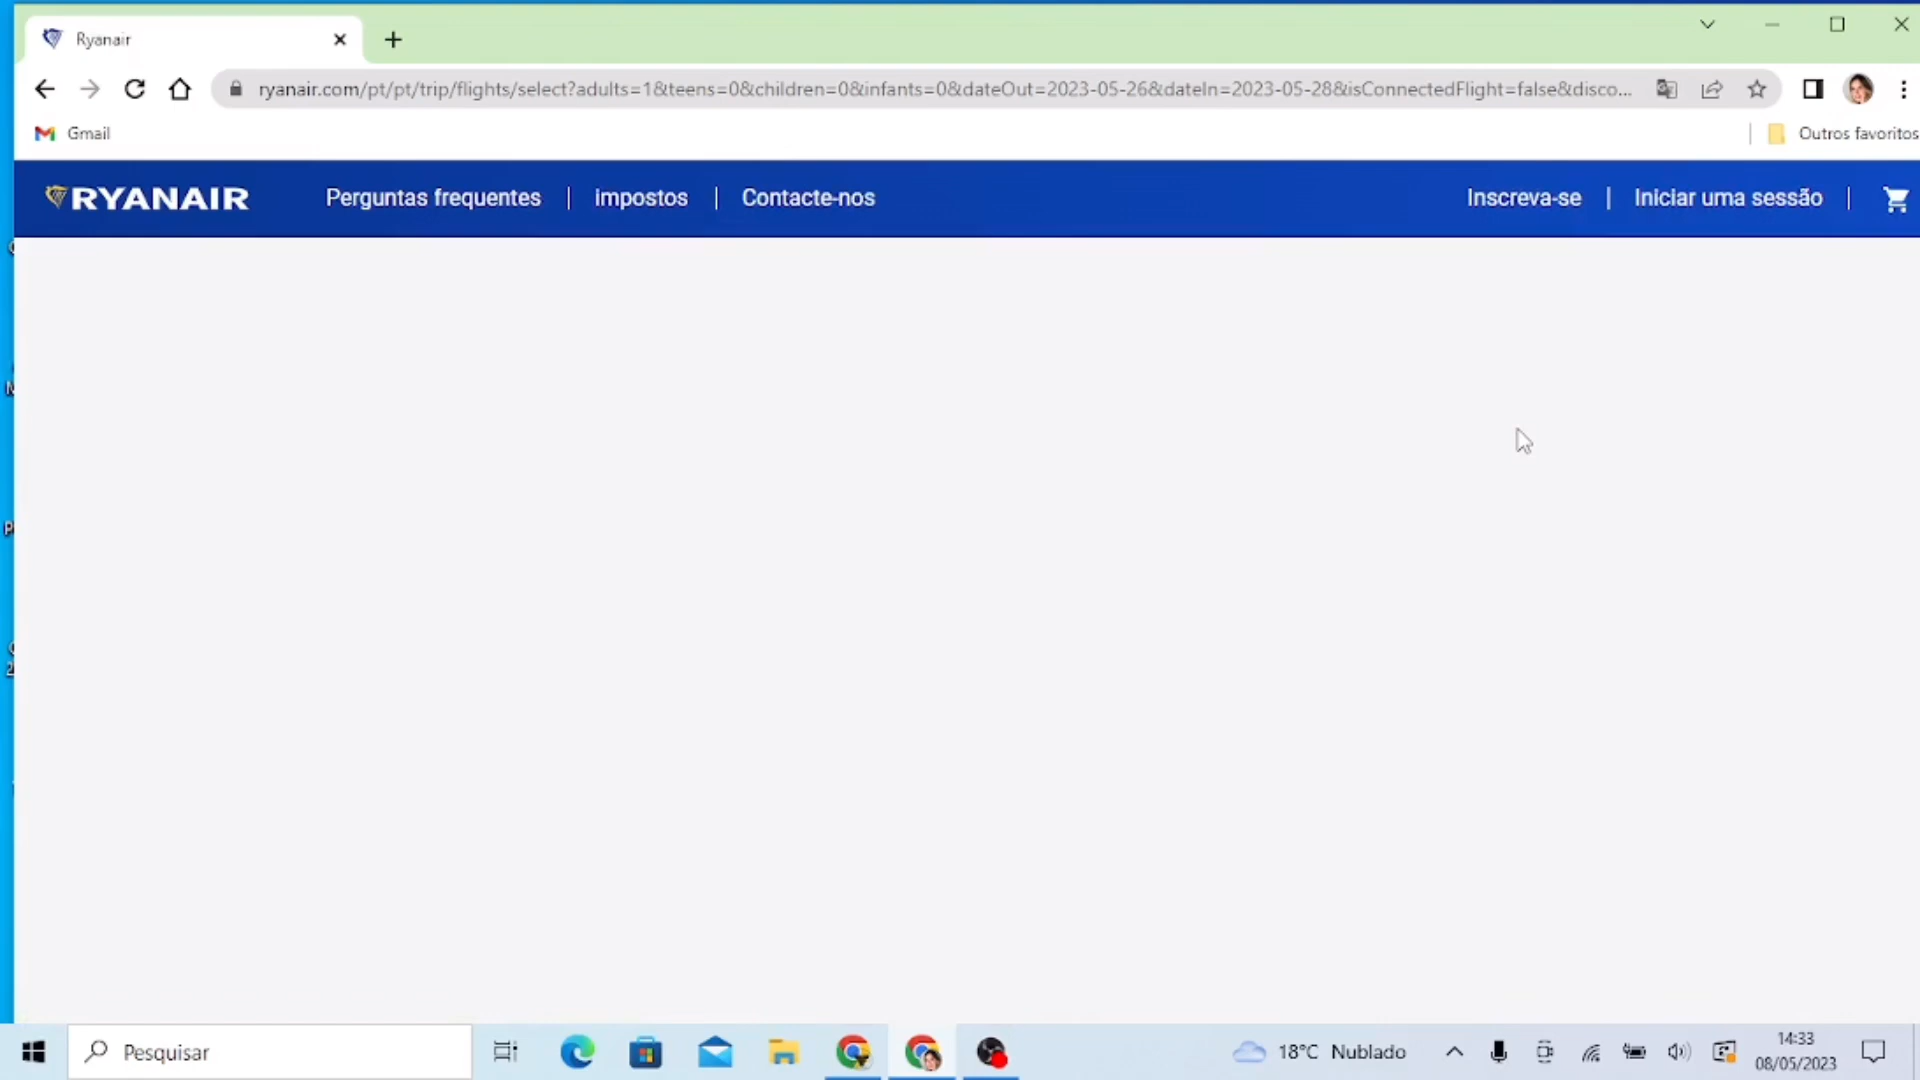 Ryanair
ryanair.com/pt/pt/trip/flights/select?adults=1&teens=0&children=0&infants=0&dateOut=2023-05-26&dateIn=2023-05-28&isConnectedFlight=false&disco...
Gmail
Outros favoritos
RYANAIR
Perguntas frequentes | impostos | Contacte-nos
Inscreva-se | Iniciar uma sessão |
Pesquisar
18°C Nublado
14:33
08/05/2023